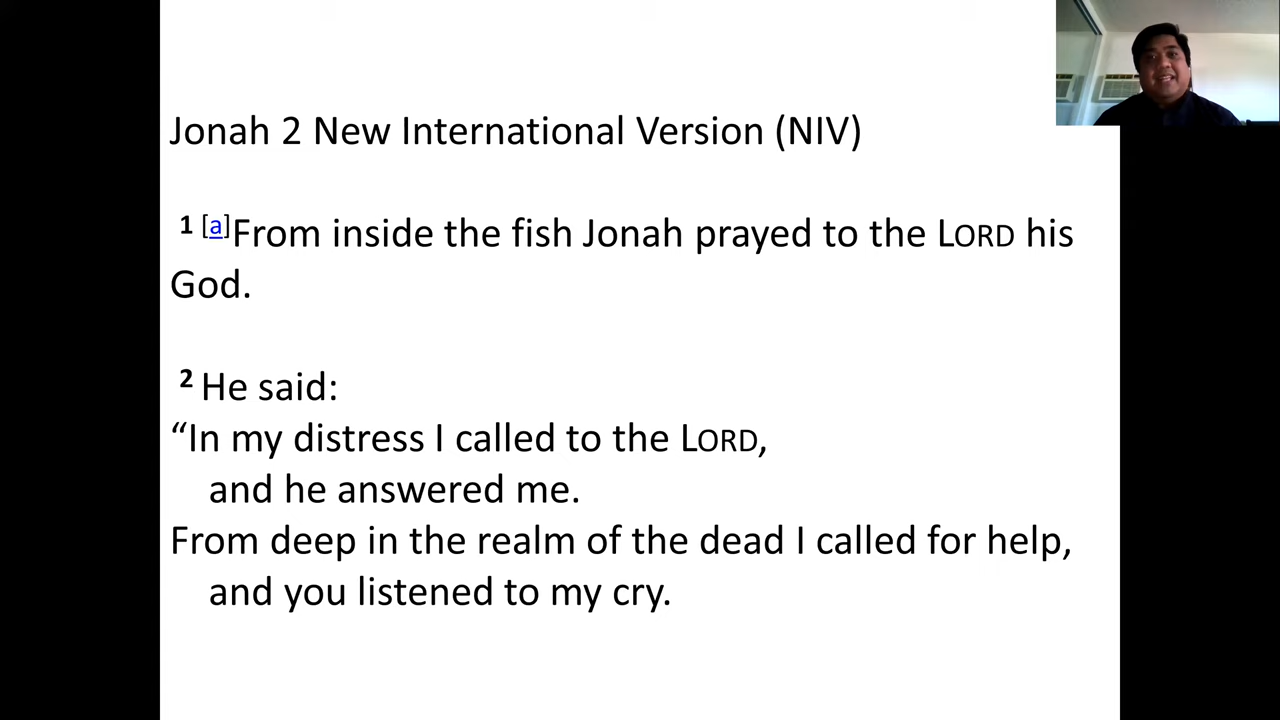 Jonah 2 New International Version (NIV)
1 [a]From inside the fish Jonah prayed to the LORD his
God.
2 He said:
“In my distress I called to the LORD,
and he answered me.
From deep in the realm of the dead I called for help,
and you listened to my cry.